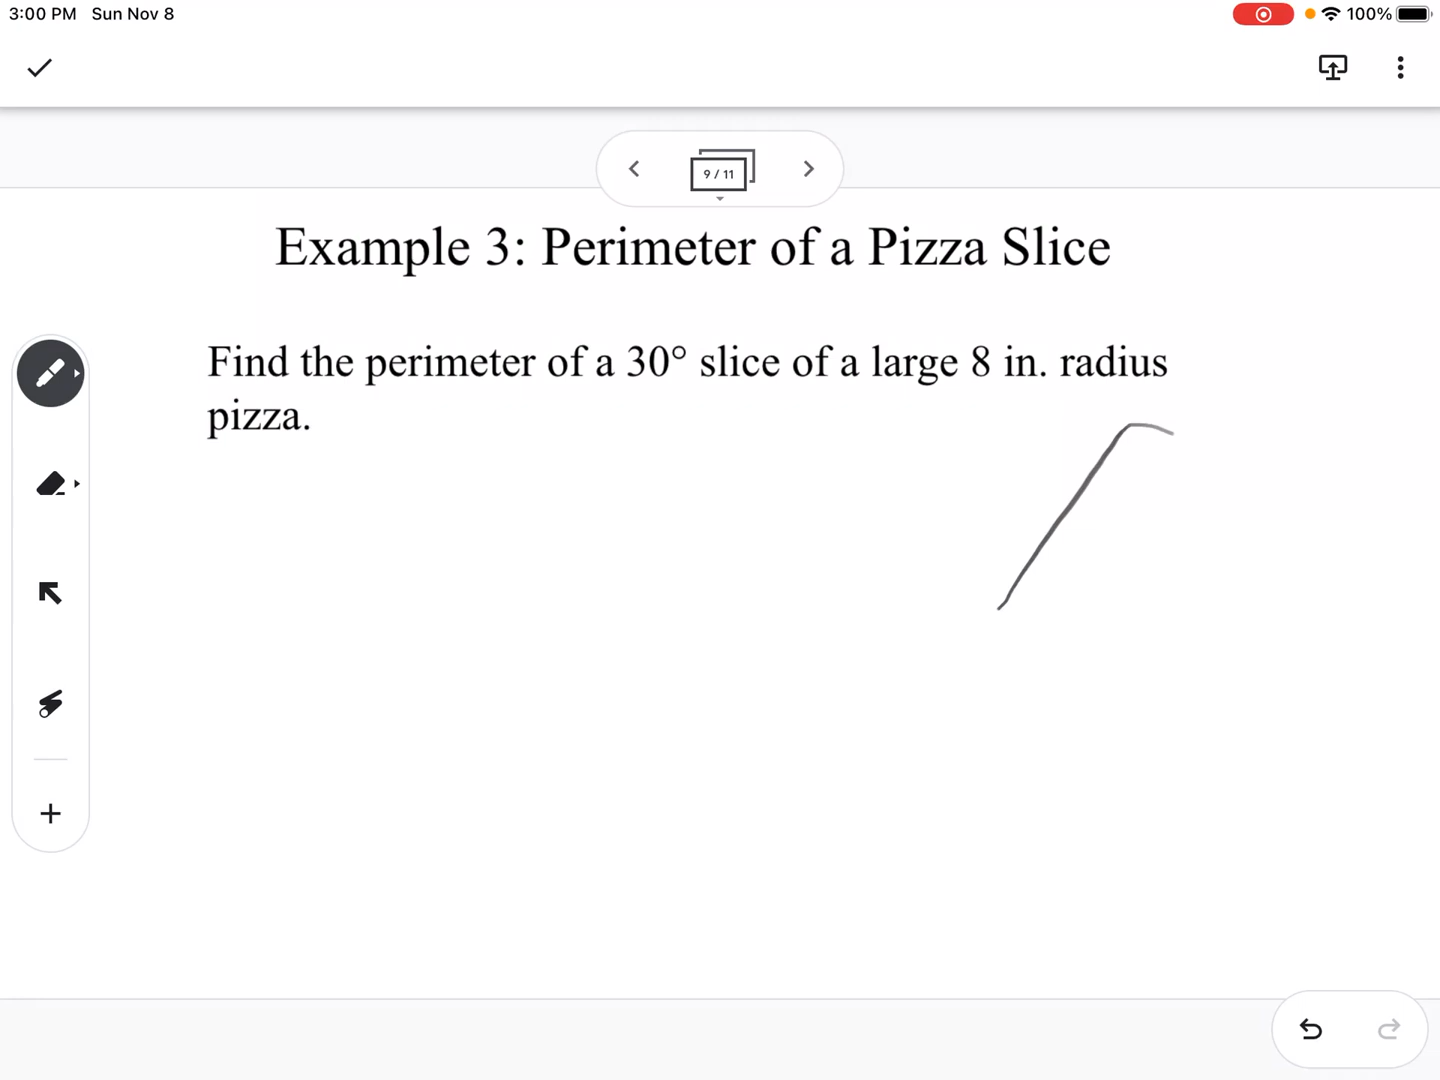 3:00 PM Sun Nov 8
100%
9 / 11
Example 3: Perimeter of a Pizza Slice
Find the perimeter of a 30° slice of a large 8 in. radius
pizza.